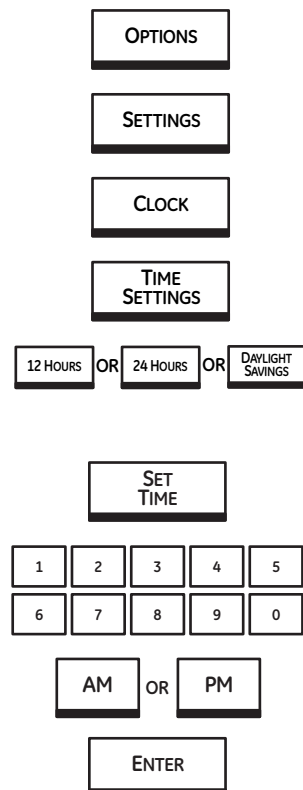 OPTIONS
SETTINGS
CLOCK
TIME
SETTINGS
12 HOURS OR 24 HOURS OR DAYLIGHT
SAVINGS
SET
TIME
1 2 3 4 5
6 7 8 9 0
AM OR PM
ENTER